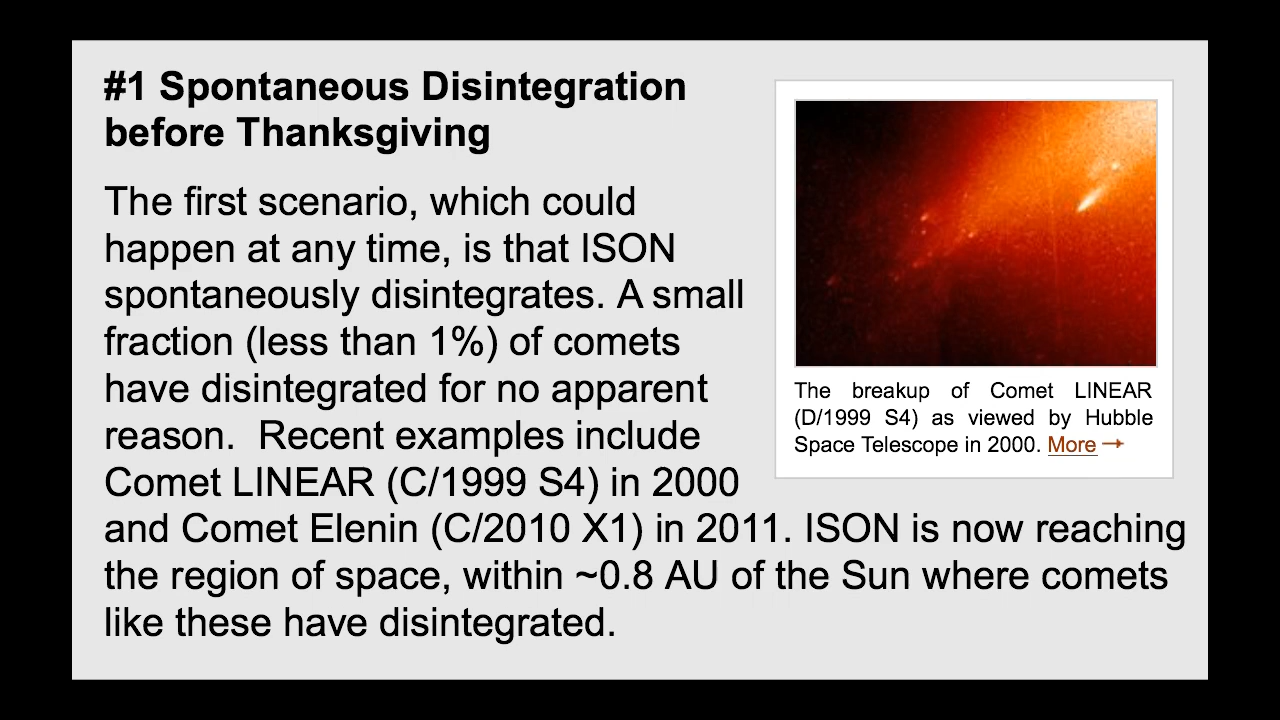 #1 Spontaneous Disintegration
before Thanksgiving
The first scenario, which could
happen at any time, is that ISON
spontaneously disintegrates. A small
fraction (less than 1%) of comets
have disintegrated for no apparent
reason.  Recent examples include
Comet LINEAR (C/1999 S4) in 2000
and Comet Elenin (C/2010 X1) in 2011. ISON is now reaching
the region of space, within ~0.8 AU of the Sun where comets
like these have disintegrated.
The breakup of Comet LINEAR
(D/1999 S4) as viewed by Hubble
Space Telescope in 2000. More →